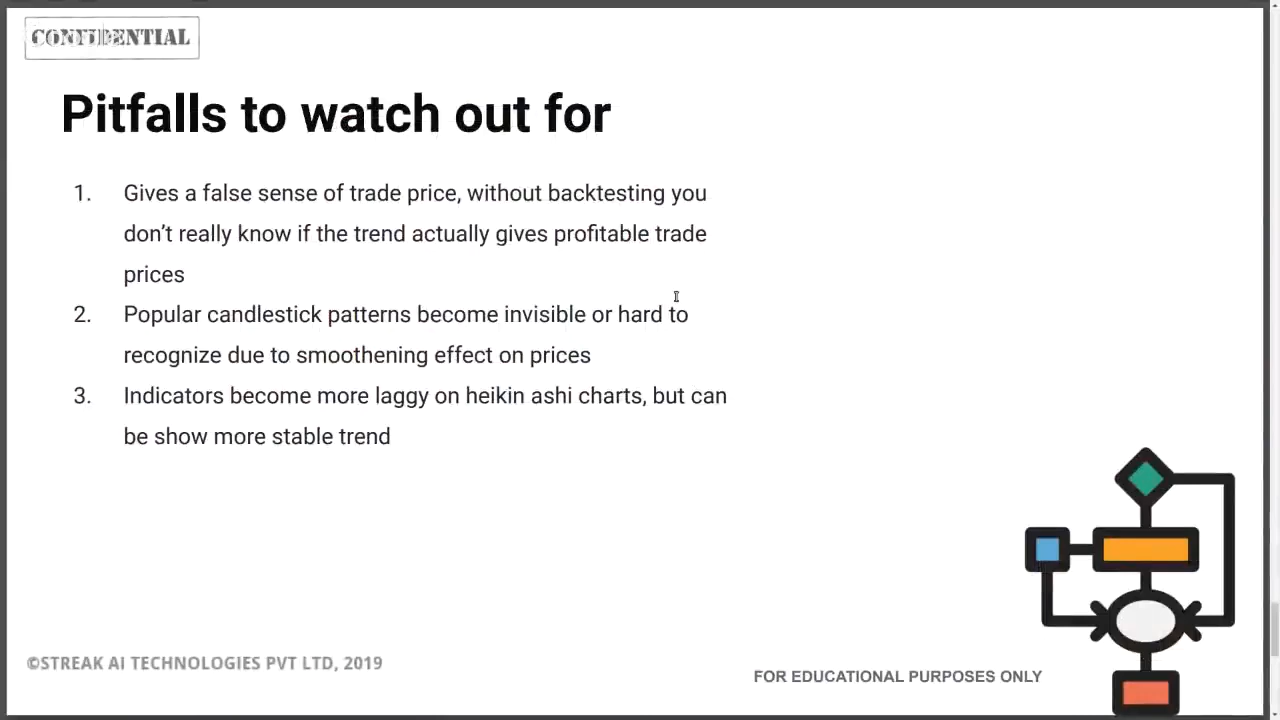 CONFIDENTIAL
Pitfalls to watch out for
1. Gives a false sense of trade price, without backtesting you
don’t really know if the trend actually gives profitable trade
prices
2. Popular candlestick patterns become invisible or hard to
recognize due to smoothening effect on prices
3. Indicators become more laggy on heikin ashi charts, but can
be show more stable trend
©STREAK AI TECHNOLOGIES PVT LTD, 2019
FOR EDUCATIONAL PURPOSES ONLY